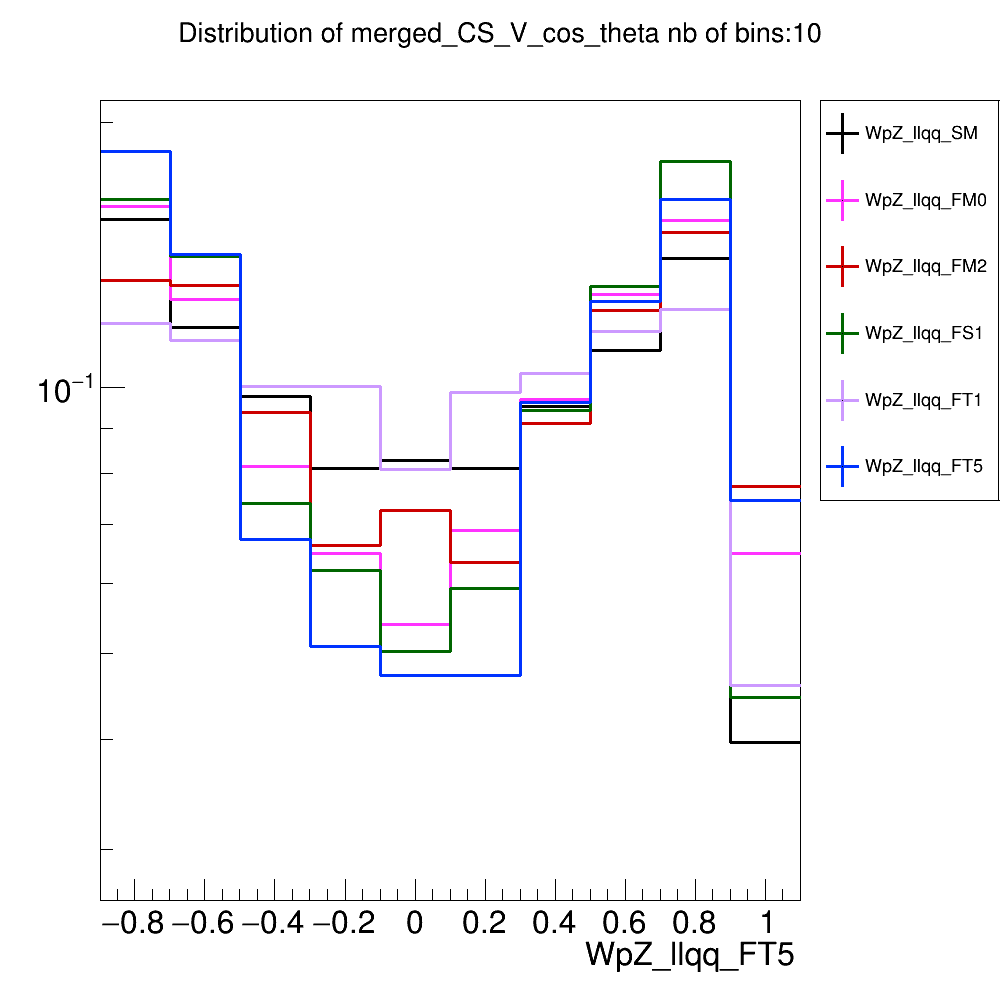 Distribution of merged_CS_V_cos_theta nb of bins:10
WpZ_llqq_SM
WpZ_llqq_FM0
WpZ_llqq_FM2
WpZ_llqq_FS1
WpZ_llqq_FT1
WpZ_llqq_FT5
10⁻¹
−0.8 −0.6 −0.4 −0.2 0 0.2 0.4 0.6 0.8 1
WpZ_llqq_FT5